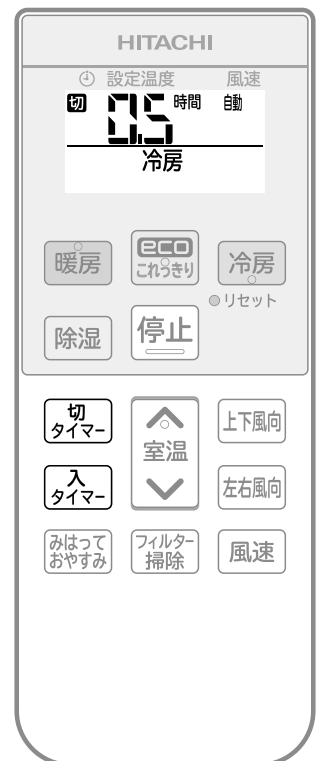 HITACHI
設定温度 風速
切 0.5 時間 自動
冷房
暖房
eco
これっきり
冷房
リセット
除湿
停止
切
タイマー
室温
上下風向
入
タイマー
左右風向
みはって
おやすみ
フィルター
掃除
風速